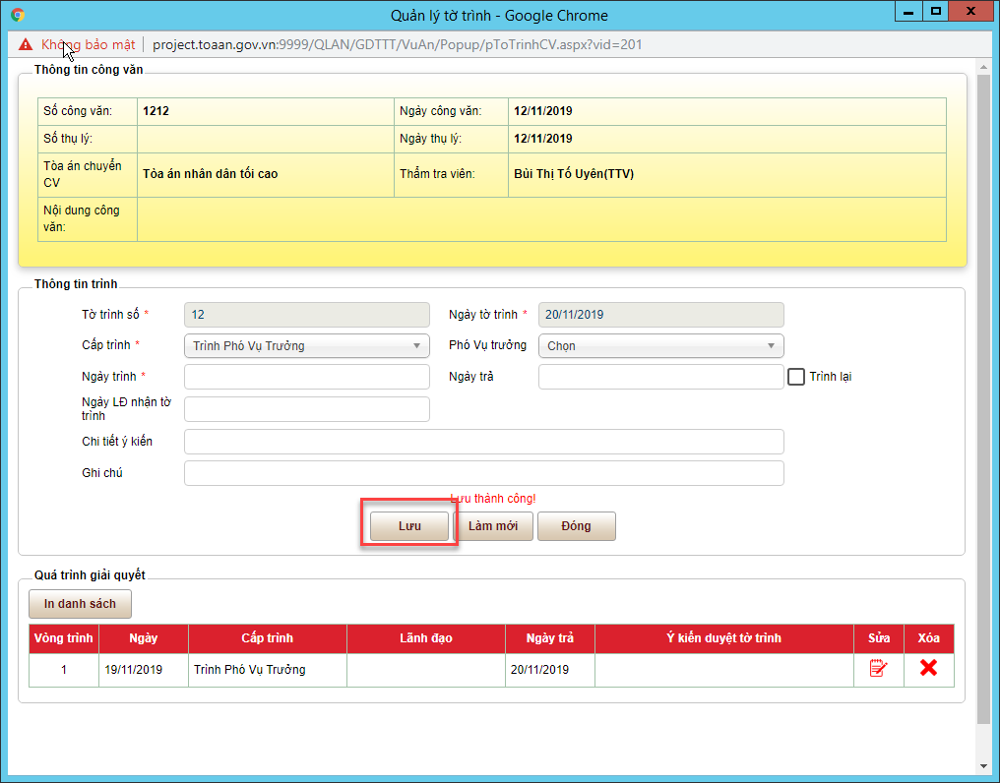 Quản lý tờ trình - Google Chrome
Không bảo mật project.toaan.gov.vn:9999/QLAN/GDTTT/VuAn/Popup/pToTrinhCV.aspx?vid=201
Thông tin công văn
Số công văn: 1212 Ngày công văn: 12/11/2019
Số thụ lý: Ngày thụ lý: 12/11/2019
Tòa án chuyển CV Tòa án nhân dân tối cao Thẩm tra viên: Bùi Thị Tố Uyên(TTV)
Nội dung công văn:
Thông tin trình
Tờ trình số * 12 Ngày tờ trình * 20/11/2019
Cấp trình * Trình Phó Vụ Trưởng Phó Vụ trưởng Chọn
Ngày trình * Ngày trả Trình lại
Ngày LĐ nhận tờ trình
Chi tiết ý kiến
Ghi chú
Lưu thành công!
Lưu Làm mới Đóng
Quá trình giải quyết
In danh sách
Vòng trình Ngày Cấp trình Lãnh đạo Ngày trả Ý kiến duyệt tờ trình Sửa Xóa
1 19/11/2019 Trình Phó Vụ Trưởng 20/11/2019